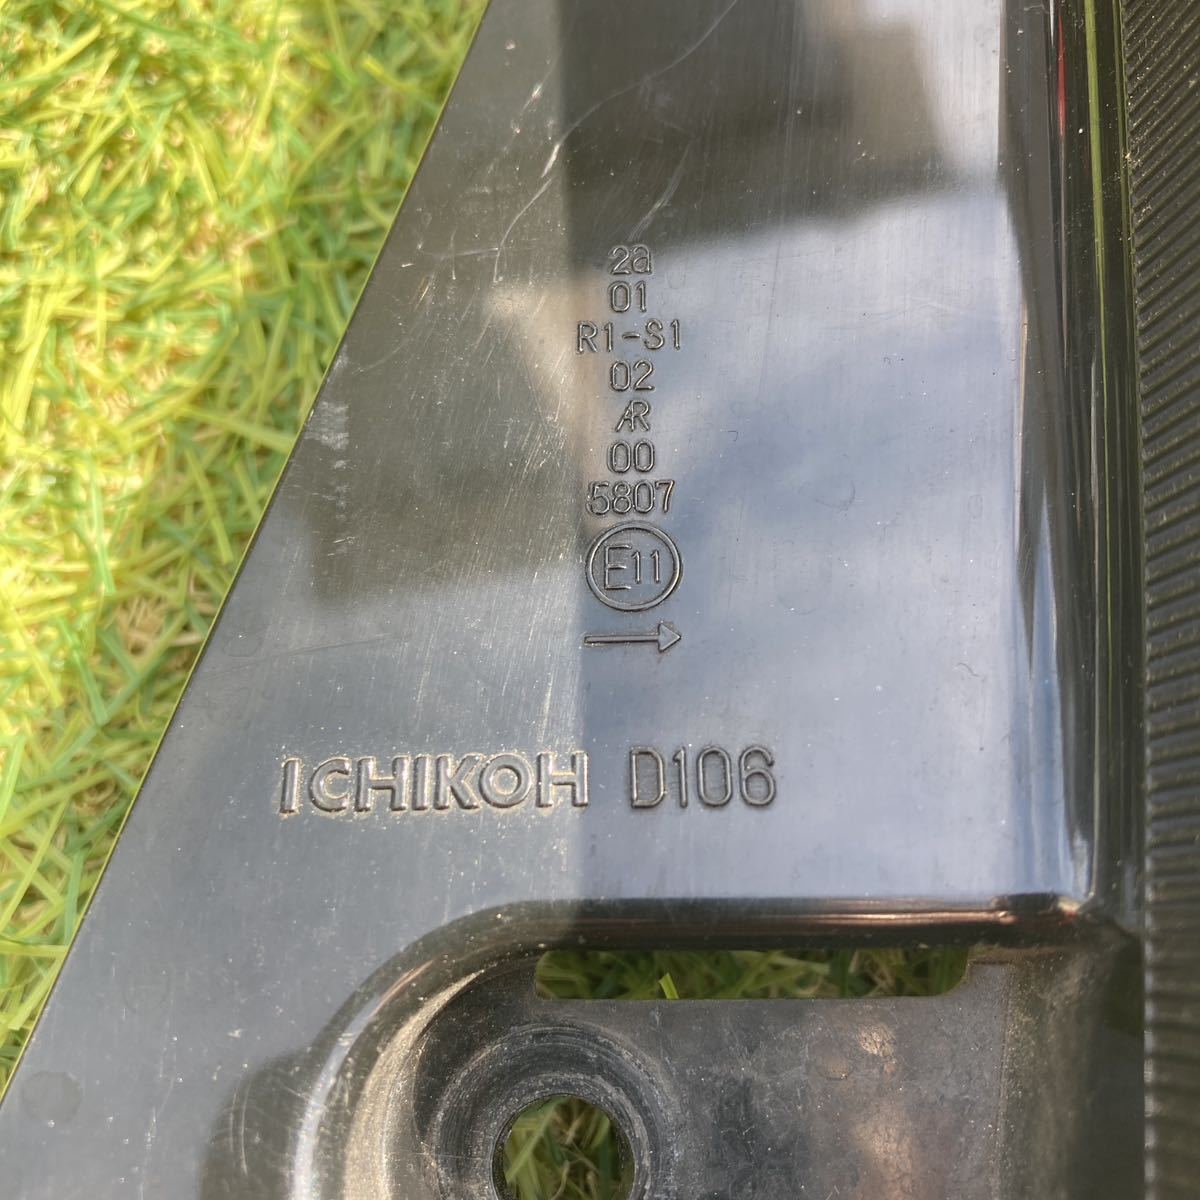 2a
01
R1-S1
02
AR
00
5807
E11
→
ICHIKOH D106